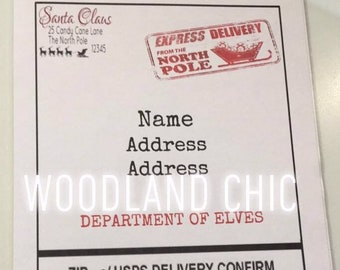 Santa Claus
25 Candy Cane Lane
The North Pole
12345
EXPRESS DELIVERY
FROM THE
NORTH
POLE
Name
Address
Address
WOODLAND CHIC
DEPARTMENT OF ELVES
USPS DELIVERY CONFIRM